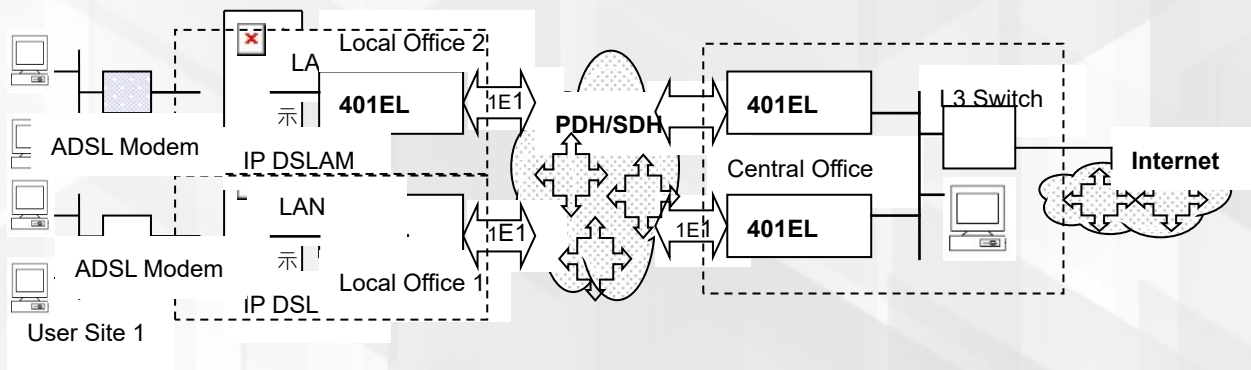 Local Office 2
LA
401EL
示
ADSL Modem
IP DSLAM
1E1
PDH/SDH
401EL
L3 Switch
Central Office
Internet
LAN
示
1E1
1E1
401EL
ADSL Modem
Local Office 1
IP DSL
User Site 1